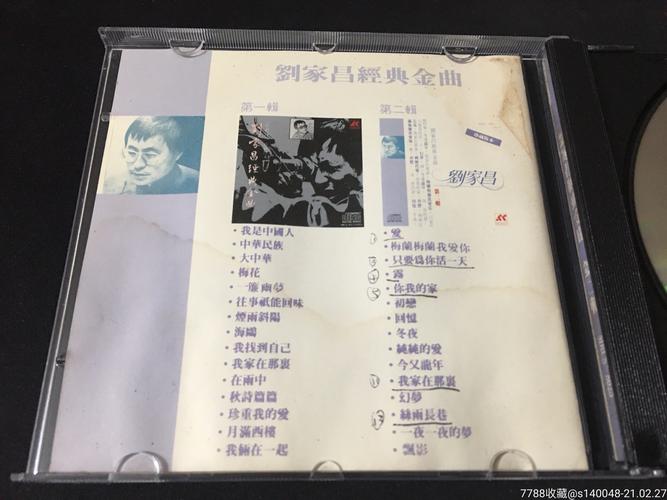 劉家昌經典金曲
第一輯
・我是中國人
・中華民族
・大中華
・梅花
・一簾幽夢
・往事祇能回味
・煙雨斜陽
・海鷗
・我找到自己
・我家在那裏
・在雨中
・秋詩篇篇
・珍重我的愛
・月滿西樓
・我倆在一起
第二輯
劉家昌
・愛
・梅蘭梅蘭我愛你
・只要爲你活一天
・露
・你我的家
・初戀
・回憶
・冬夜
・純純的愛
・今又龍年
・我家在那裏
・幻夢
・絲雨長巷
・一夜一夜的夢
・飄影
7788收藏@s140048-21.02.27